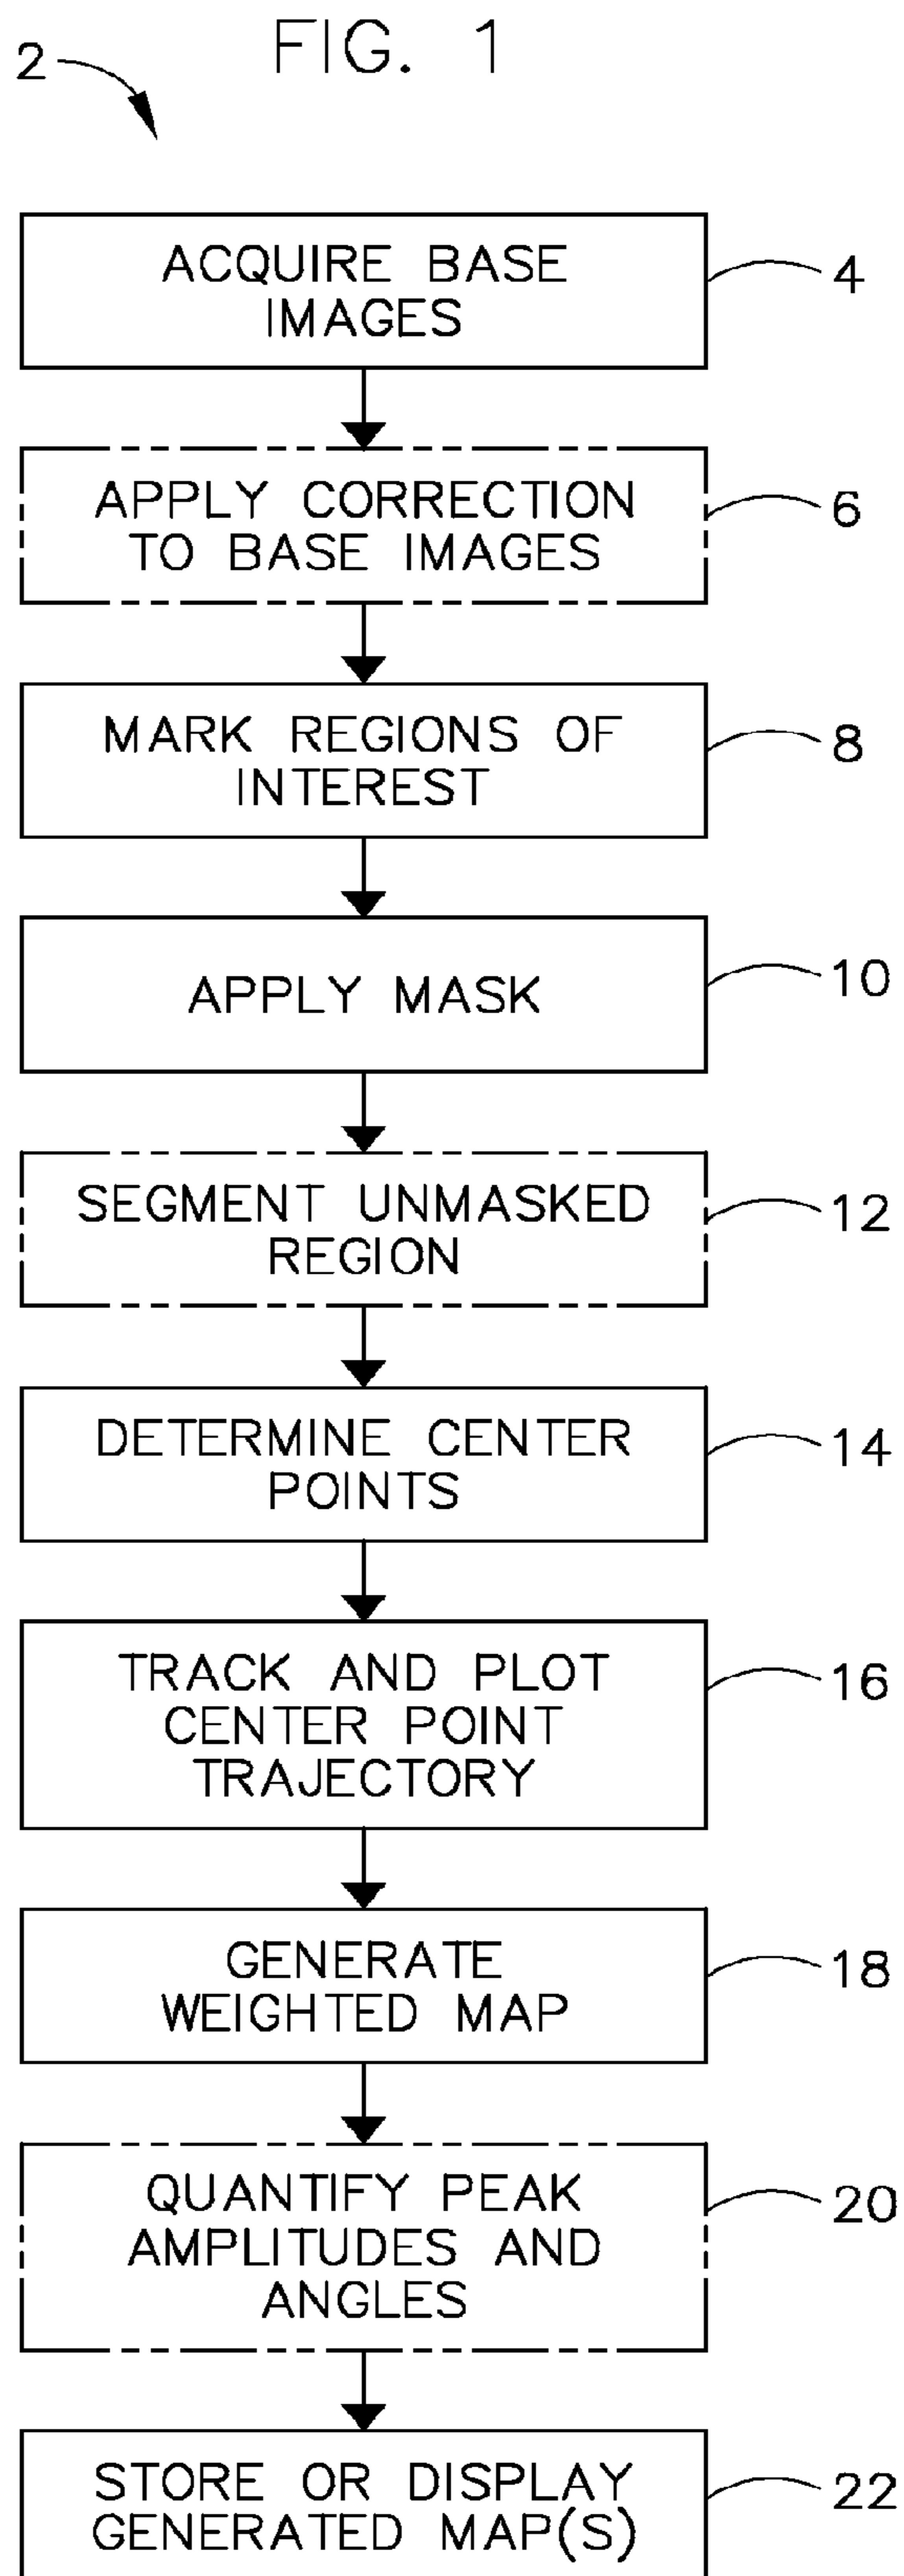 FIG. 1
2
ACQUIRE BASE
IMAGES
4
APPLY CORRECTION
TO BASE IMAGES
6
MARK REGIONS OF
INTEREST
8
APPLY MASK
10
SEGMENT UNMASKED
REGION
12
DETERMINE CENTER
POINTS
14
TRACK AND PLOT
CENTER POINT
TRAJECTORY
16
GENERATE
WEIGHTED MAP
18
QUANTIFY PEAK
AMPLITUDES AND
ANGLES
20
STORE OR DISPLAY
GENERATED MAP(S)
22